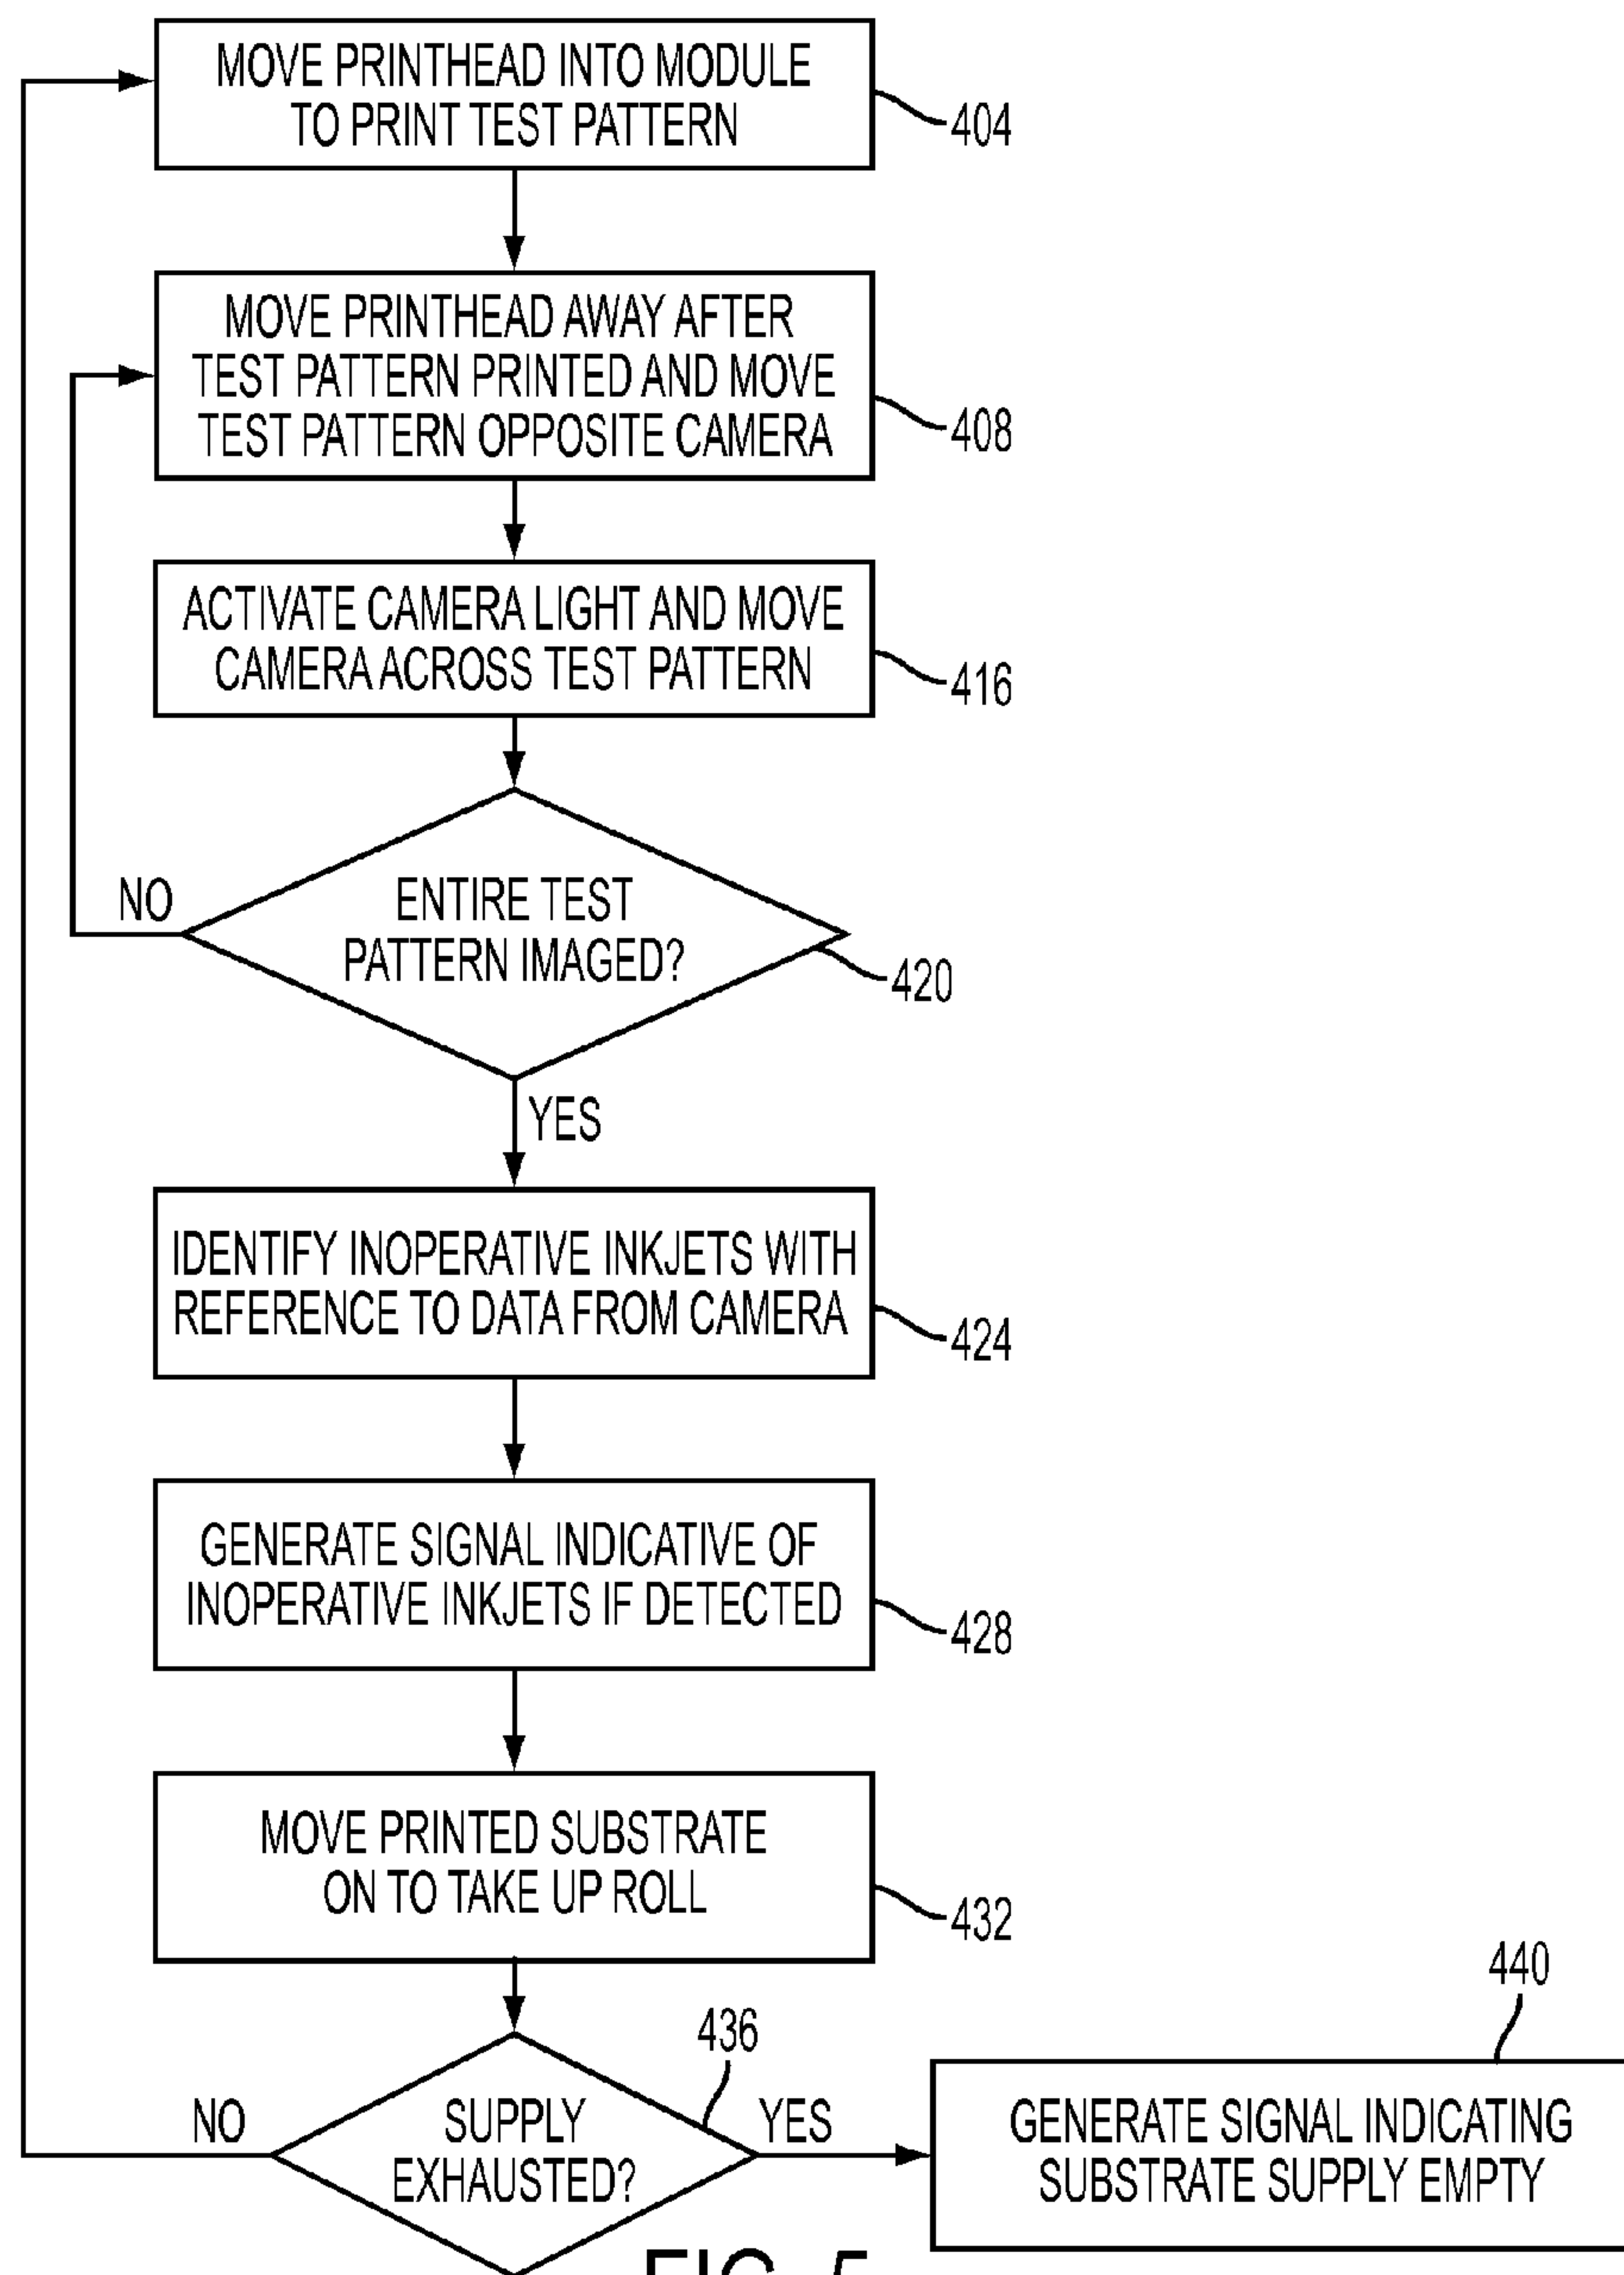 MOVE PRINTHEAD INTO MODULE
TO PRINT TEST PATTERN
404
MOVE PRINTHEAD AWAY AFTER
TEST PATTERN PRINTED AND MOVE
TEST PATTERN OPPOSITE CAMERA
408
ACTIVATE CAMERA LIGHT AND MOVE
CAMERA ACROSS TEST PATTERN
416
NO
ENTIRE TEST
PATTERN IMAGED?
420
YES
IDENTIFY INOPERATIVE INKJETS WITH
REFERENCE TO DATA FROM CAMERA
424
GENERATE SIGNAL INDICATIVE OF
INOPERATIVE INKJETS IF DETECTED
428
MOVE PRINTED SUBSTRATE
ON TO TAKE UP ROLL
432
436
440
NO
SUPPLY
EXHAUSTED?
YES
GENERATE SIGNAL INDICATING
SUBSTRATE SUPPLY EMPTY